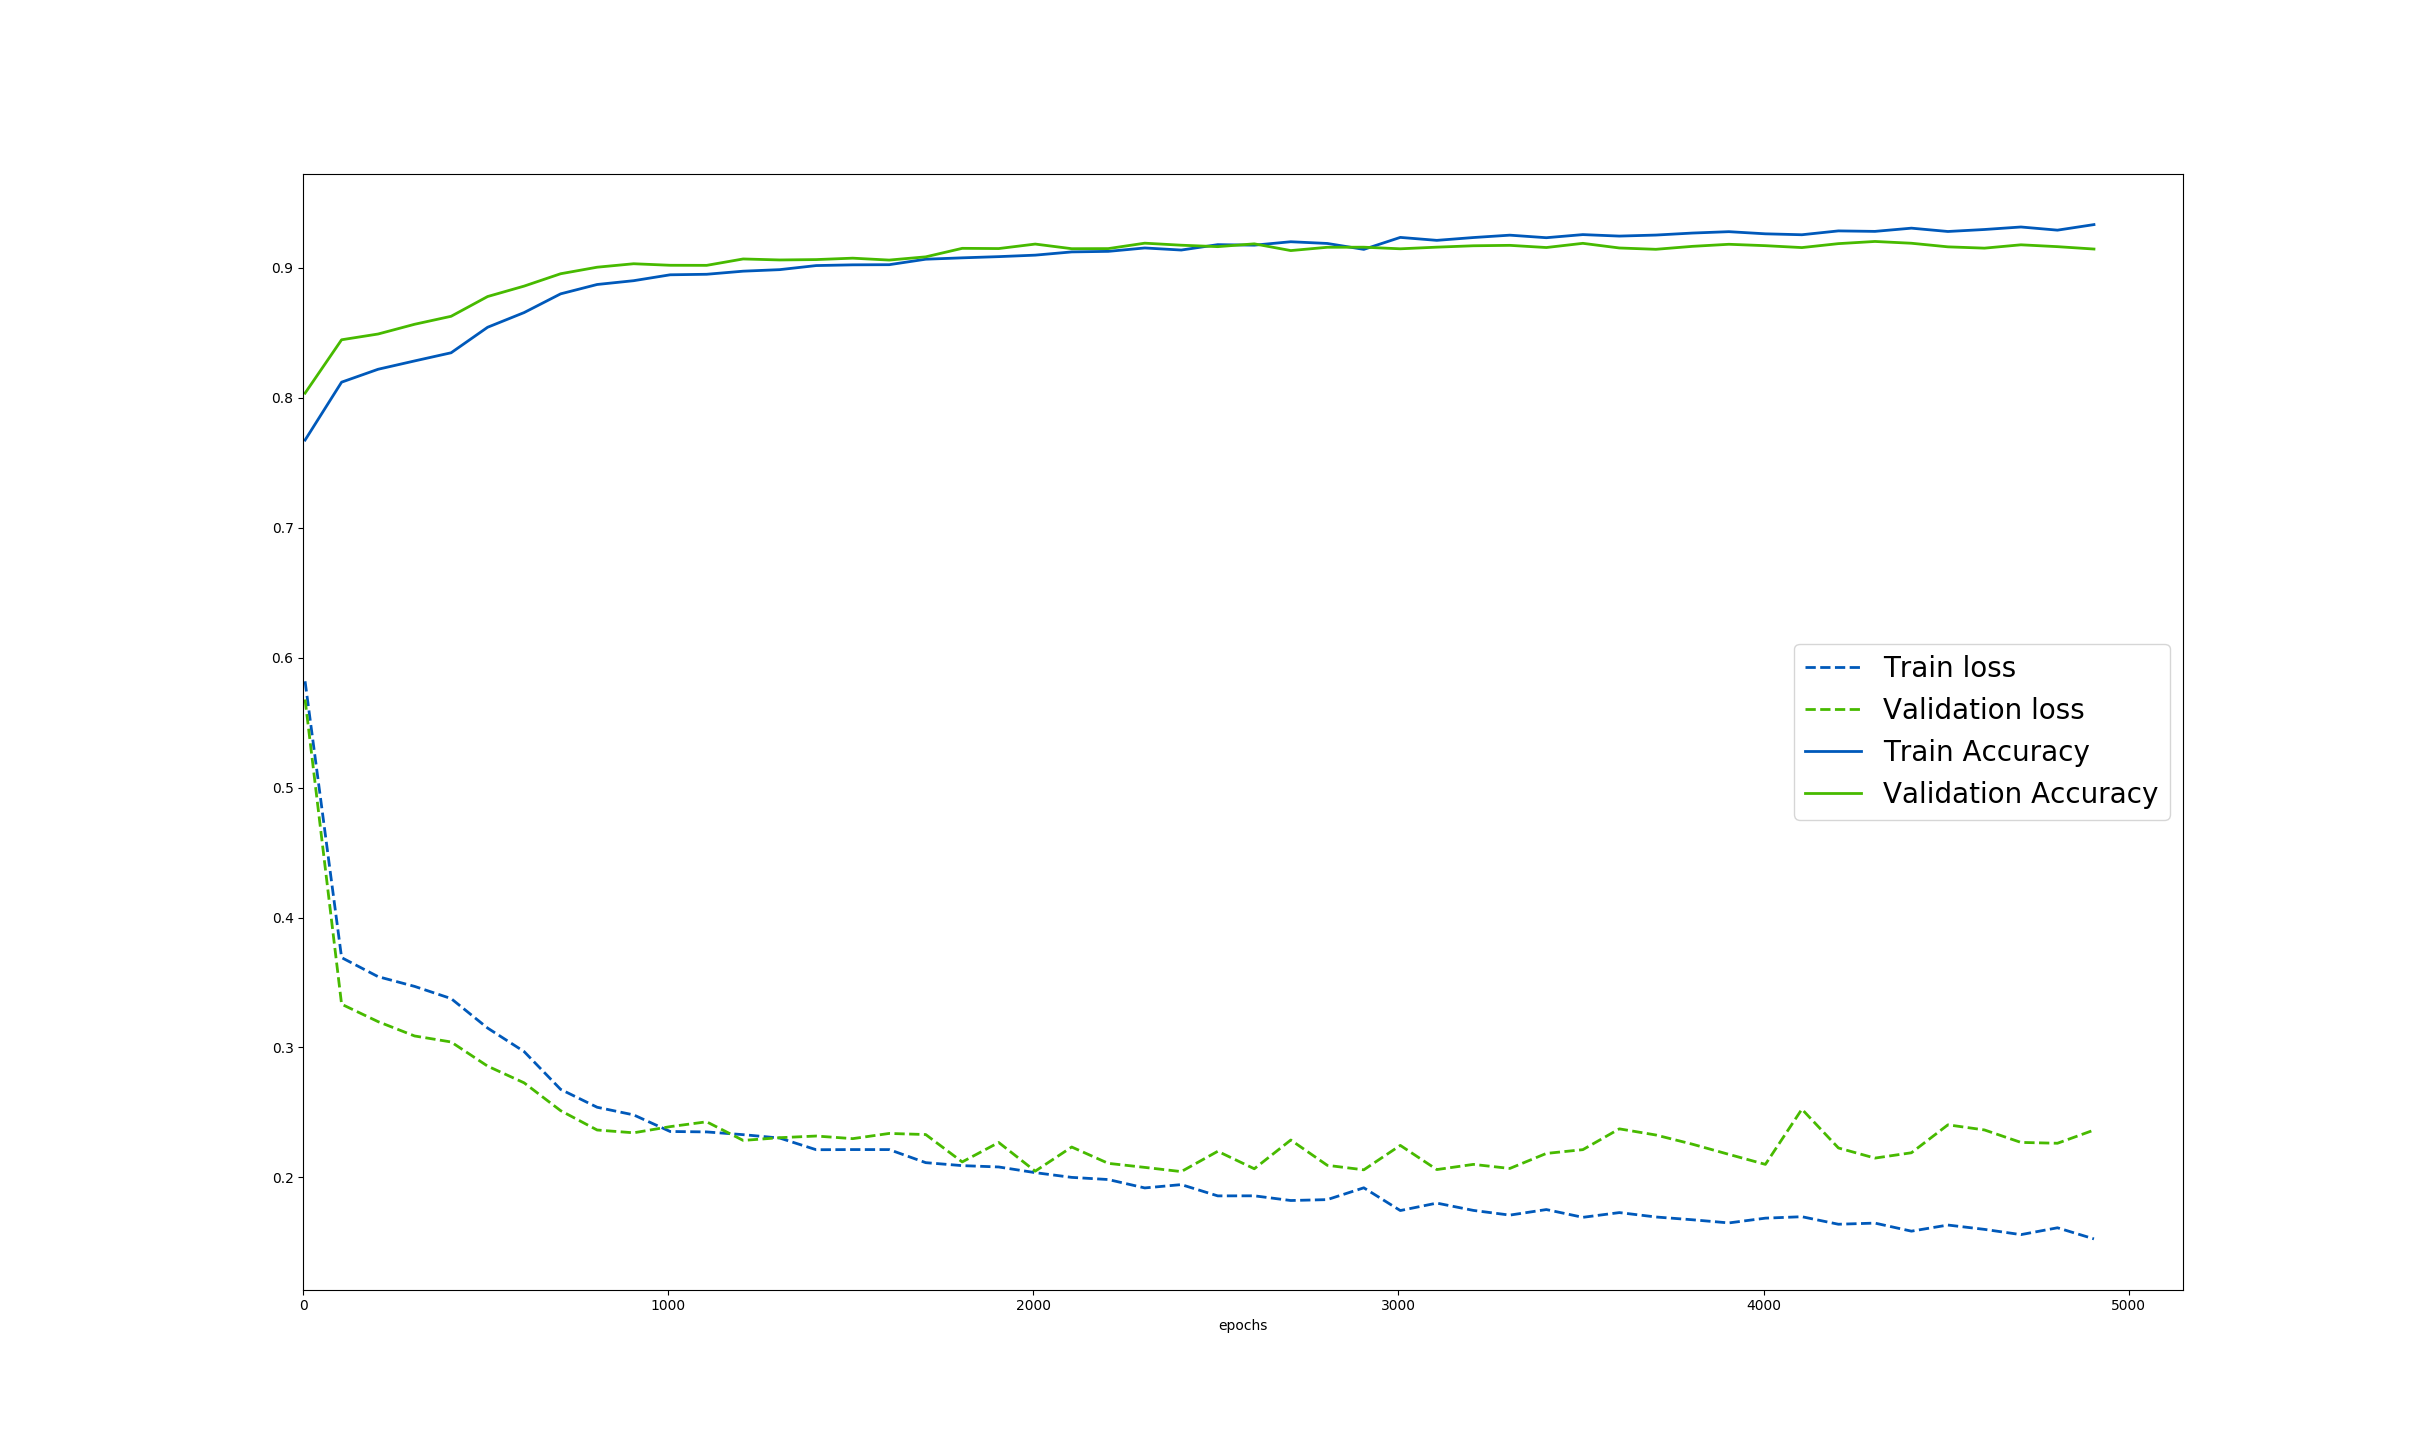 0.9
0.8
0.7
0.6
0.5
0.4
0.3
0.2
Train loss
Validation loss
Train Accuracy
Validation Accuracy
0 1000 2000 3000 4000 5000
epochs